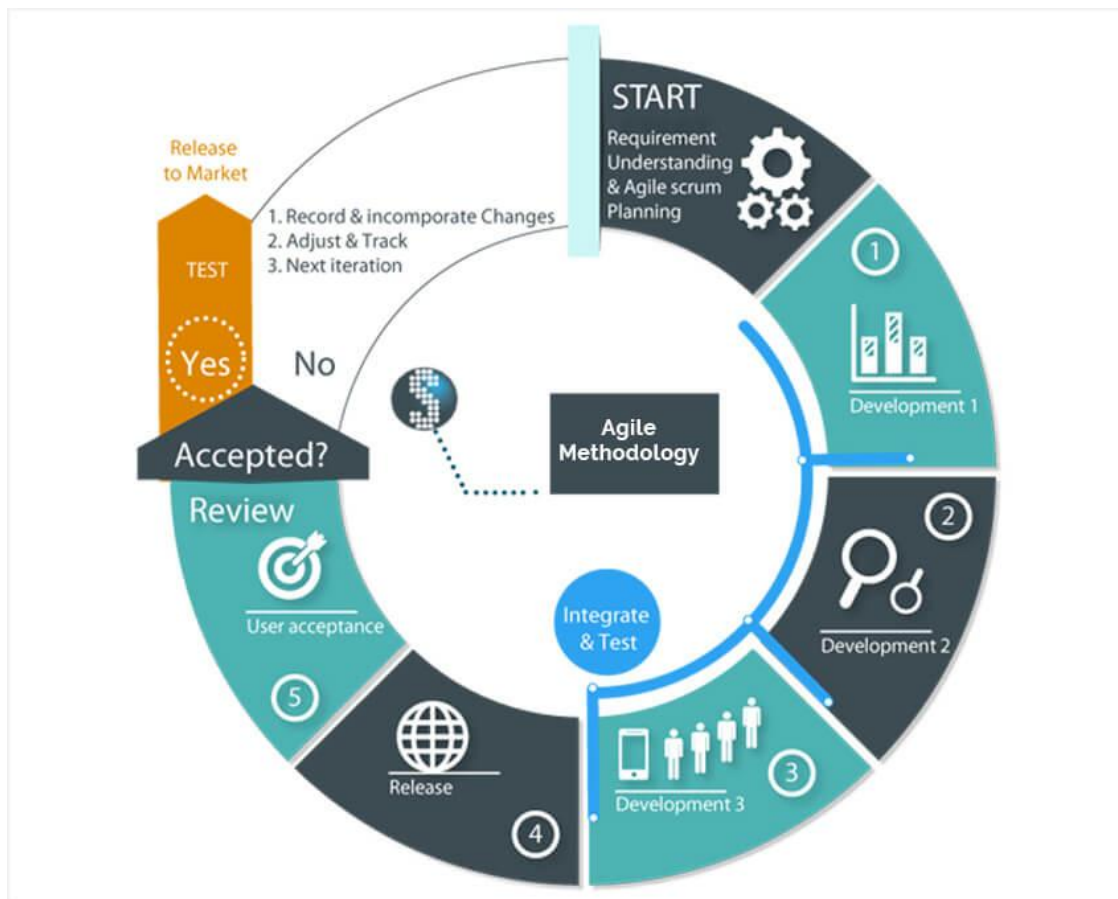 START
Requirement
Understanding
& Agile scrum
Planning
1
Development 1
2
Development 2
3
Development 3
Integrate
& Test
4
Release
5
User acceptance
Review
Accepted?
Yes
TEST
Release
to Market
No
1. Record & incomporate Changes
2. Adjust & Track
3. Next iteration
S
Agile
Methodology